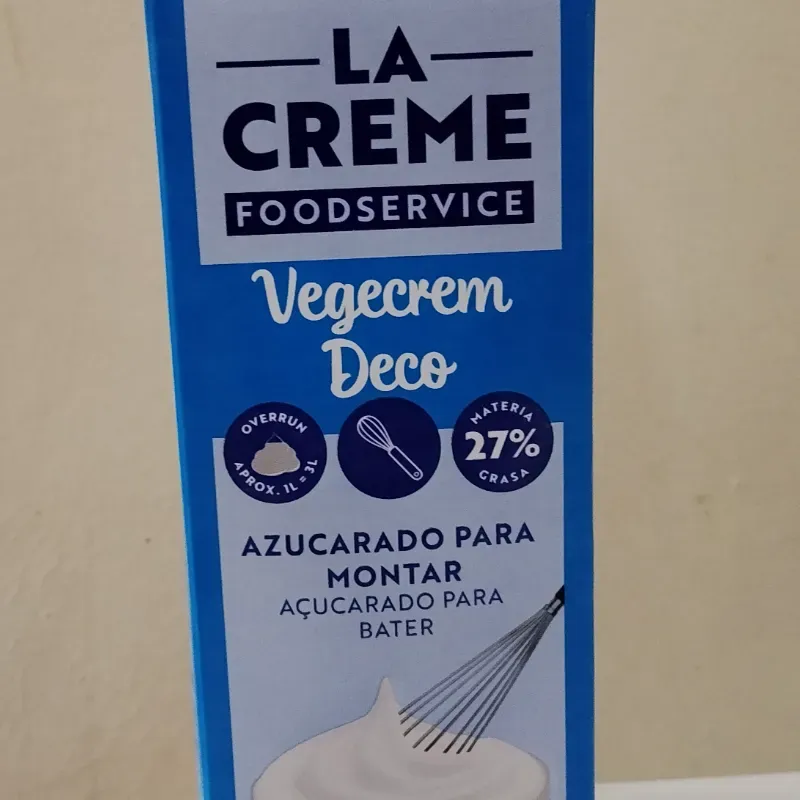 LA
CREME
FOODSERVICE
Vegecrem
Deco
OVERRUN
APROX. 1L = 3L
MATERIA
27%
GRASA
AZUCARADO PARA
MONTAR
AÇUCARADO PARA
BATER